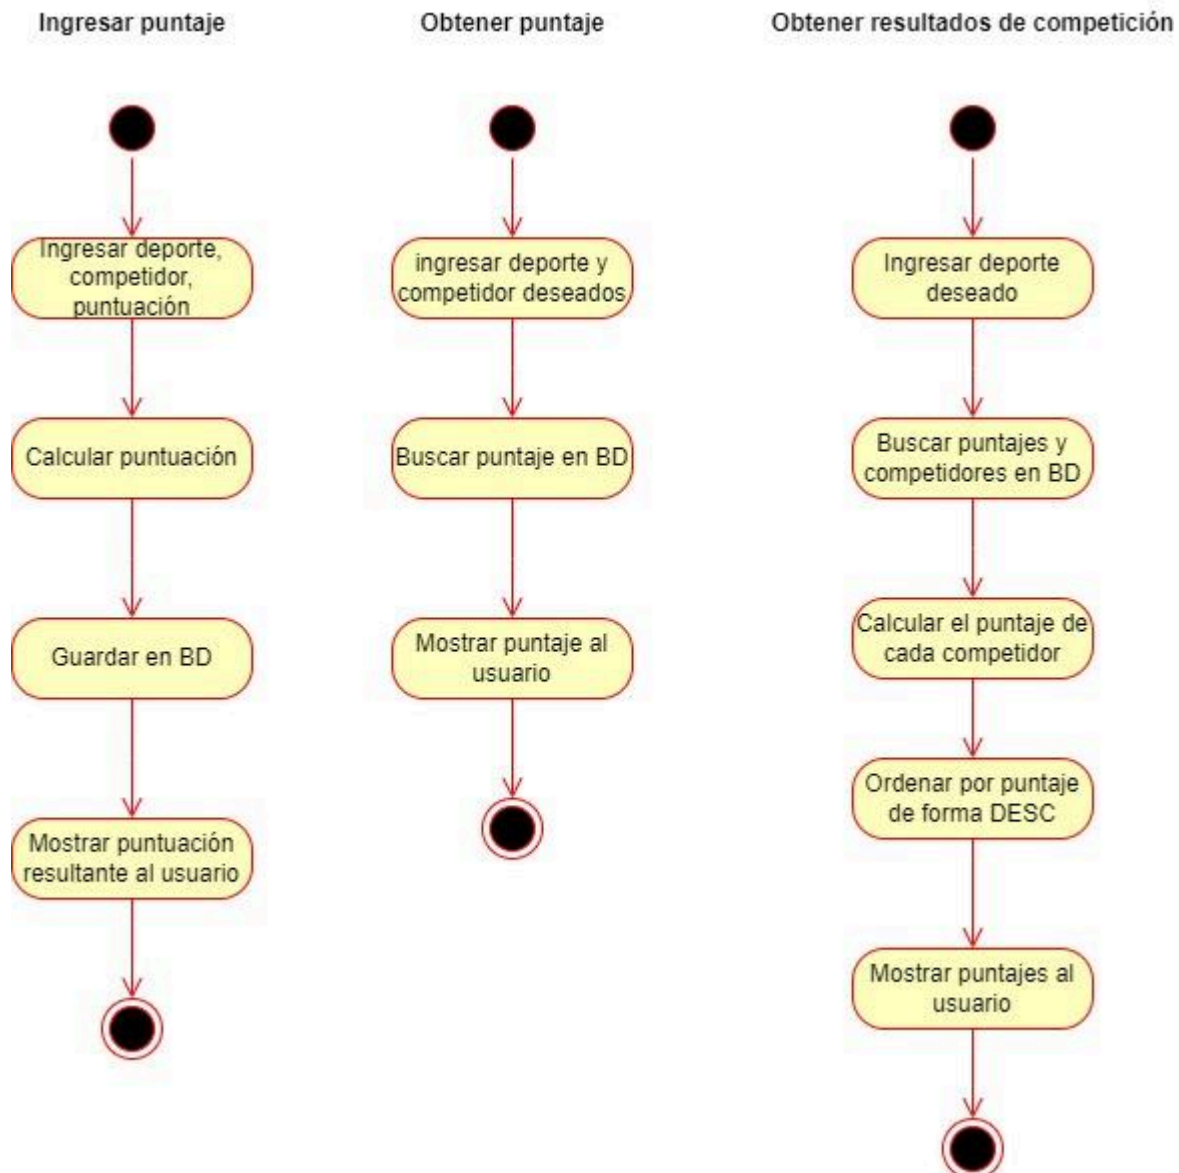 Ingresar puntaje
Ingresar deporte,
competidor,
puntuación
Calcular puntuación
Guardar en BD
Mostrar puntuación
resultante al usuario
Obtener puntaje
ingresar deporte y
competidor deseados
Buscar puntaje en BD
Mostrar puntaje al
usuario
Obtener resultados de competición
Ingresar deporte
deseado
Buscar puntajes y
competidores en BD
Calcular el puntaje de
cada competidor
Ordenar por puntaje
de forma DESC
Mostrar puntajes al
usuario